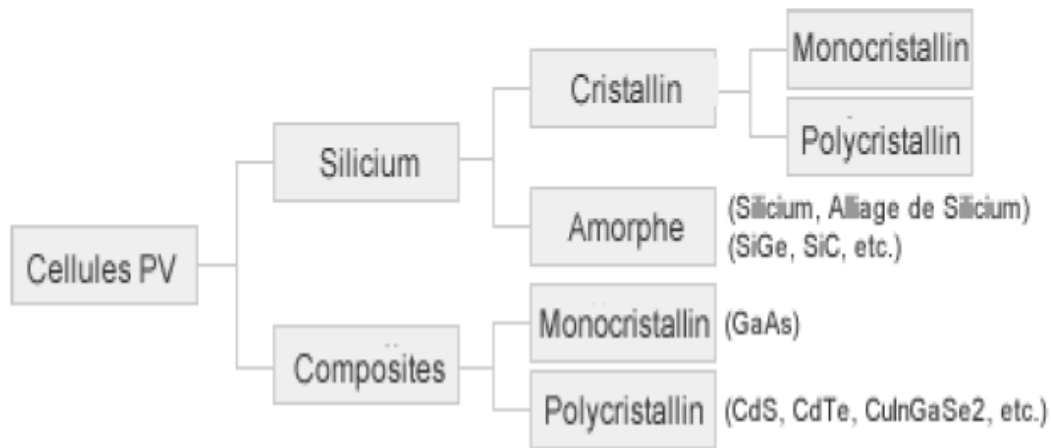 Monocristallin
Cristallin
Polycristallin
Silicium
Amorphe
(Silicium, Alliage de Silicium)
(SiGe, SiC, etc.)
Cellules PV
Monocristallin (GaAs)
Composites
Polycristallin (CdS, CdTe, CuInGaSe2, etc.)